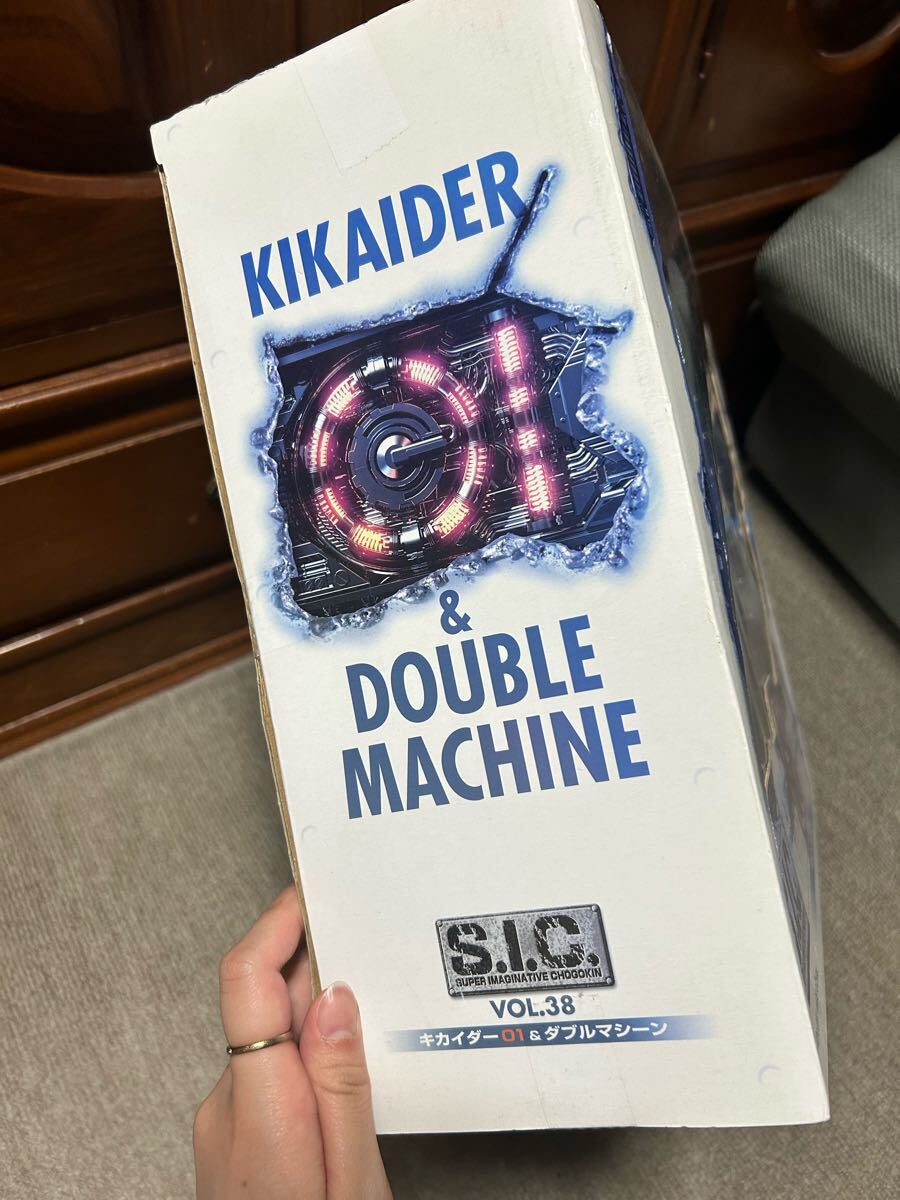 KIKAIDER
01
&
DOUBLE
MACHINE
S.I.C.
SUPER IMAGINATIVE CHOGOKIN
VOL.38
キカイダー01&ダブルマシーン